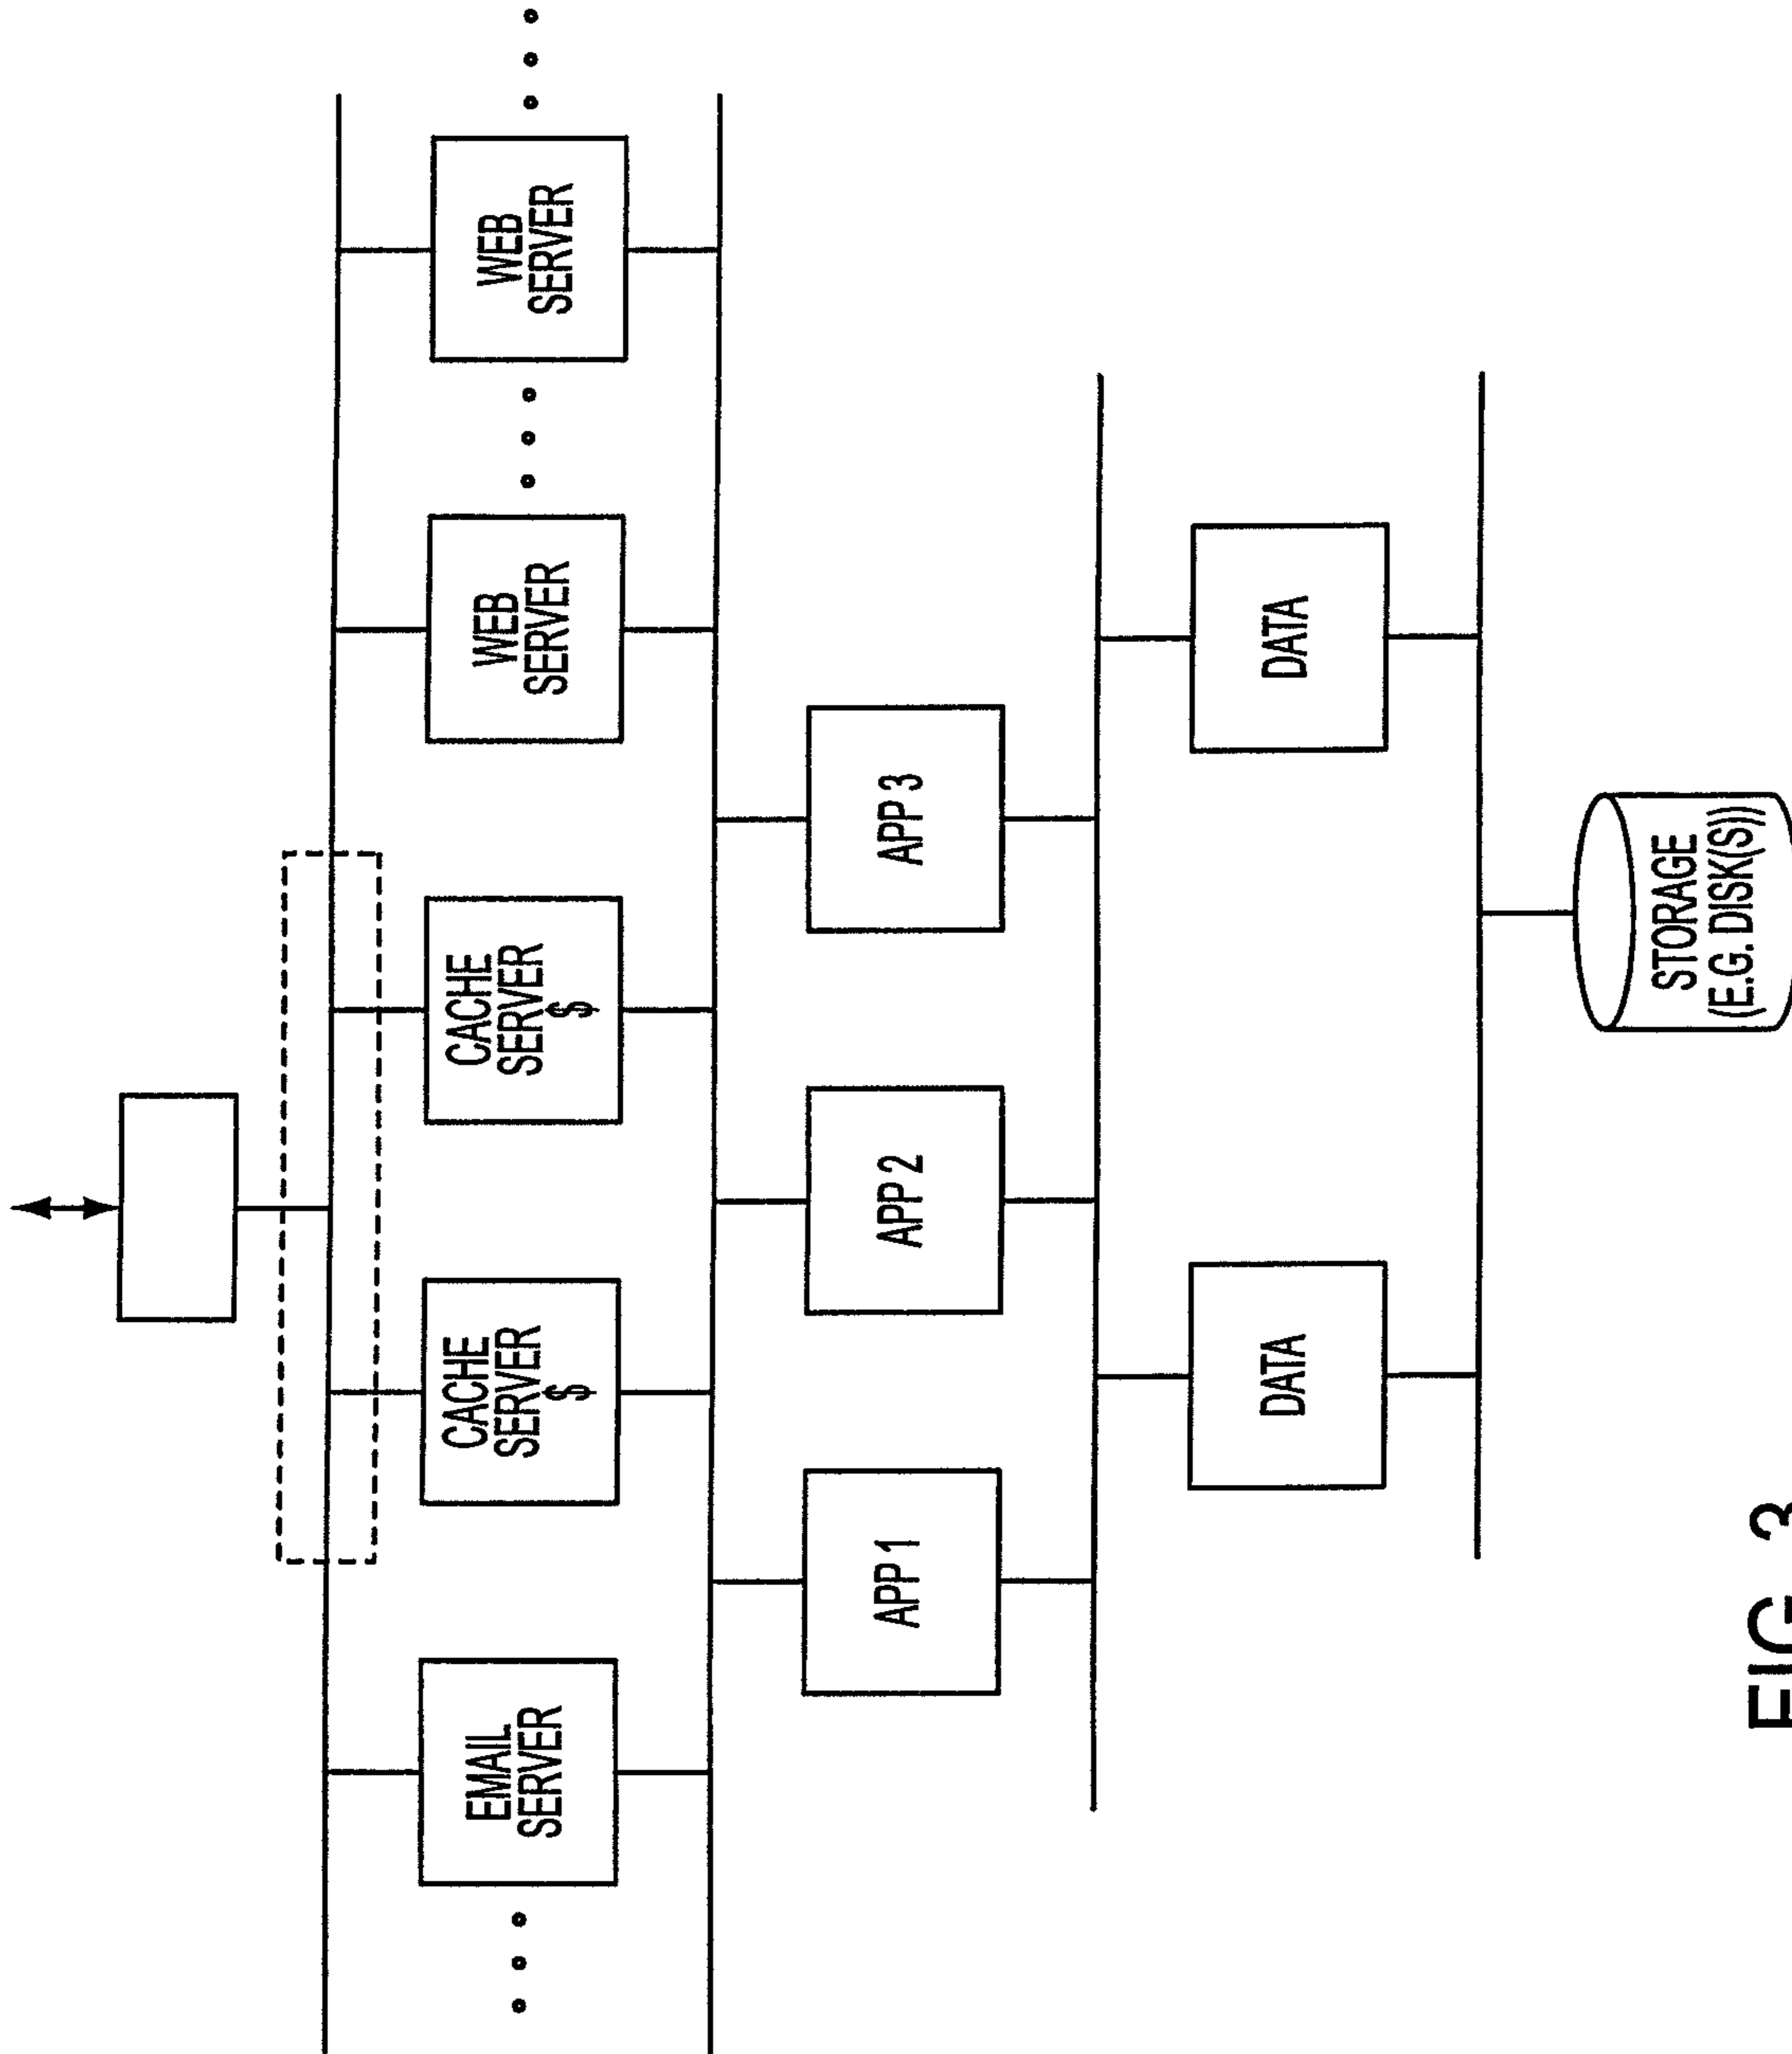 EMAIL
SERVER
CACHE
SERVER
$
CACHE
SERVER
$
WEB
SERVER
WEB
SERVER
APP 1
APP 2
APP 3
DATA
DATA
STORAGE
(E.G. DISK(S))
FIG 3